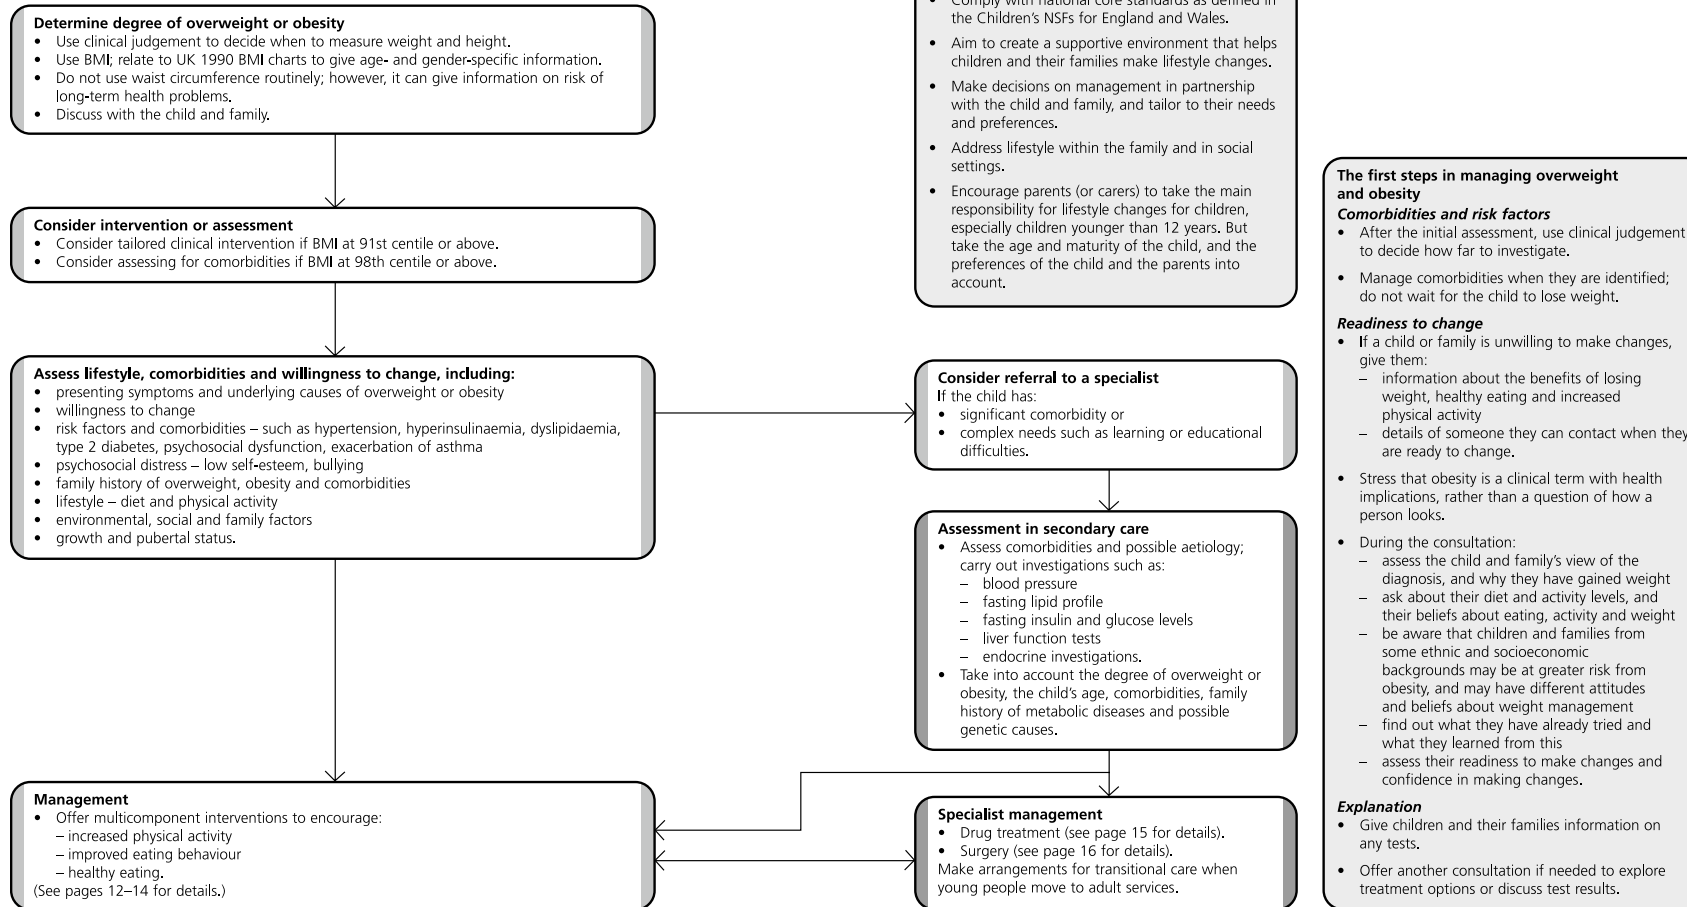 Determine degree of overweight or obesity
• Use clinical judgement to decide when to measure weight and height.
• Use BMI; relate to UK 1990 BMI charts to give age- and gender-specific information.
• Do not use waist circumference routinely; however, it can give information on risk of
long-term health problems.
• Discuss with the child and family.
Consider intervention or assessment
• Consider tailored clinical intervention if BMI at 91st centile or above.
• Consider assessing for comorbidities if BMI at 98th centile or above.
Assess lifestyle, comorbidities and willingness to change, including:
• presenting symptoms and underlying causes of overweight or obesity
• willingness to change
• risk factors and comorbidities – such as hypertension, hyperinsulinaemia, dyslipidaemia,
type 2 diabetes, psychosocial dysfunction, exacerbation of asthma
• psychosocial distress – low self-esteem, bullying
• family history of overweight, obesity and comorbidities
• lifestyle – diet and physical activity
• environmental, social and family factors
• growth and pubertal status.
Management
• Offer multicomponent interventions to encourage:
– increased physical activity
– improved eating behaviour
– healthy eating.
(See pages 12–14 for details.)
• Comply with national core standards as defined in
the Children's NSFs for England and Wales.
• Aim to create a supportive environment that helps
children and their families make lifestyle changes.
• Make decisions on management in partnership
with the child and family, and tailor to their needs
and preferences.
• Address lifestyle within the family and in social
settings.
• Encourage parents (or carers) to take the main
responsibility for lifestyle changes for children,
especially children younger than 12 years. But
take the age and maturity of the child, and the
preferences of the child and the parents into
account.
Consider referral to a specialist
If the child has:
• significant comorbidity or
• complex needs such as learning or educational
difficulties.
Assessment in secondary care
• Assess comorbidities and possible aetiology;
carry out investigations such as:
– blood pressure
– fasting lipid profile
– fasting insulin and glucose levels
– liver function tests
– endocrine investigations.
• Take into account the degree of overweight or
obesity, the child's age, comorbidities, family
history of metabolic diseases and possible
genetic causes.
Specialist management
• Drug treatment (see page 15 for details).
• Surgery (see page 16 for details).
Make arrangements for transitional care when
young people move to adult services.
The first steps in managing overweight
and obesity
Comorbidities and risk factors
• After the initial assessment, use clinical judgement
to decide how far to investigate.
• Manage comorbidities when they are identified;
do not wait for the child to lose weight.
Readiness to change
• If a child or family is unwilling to make changes,
give them:
– information about the benefits of losing
weight, healthy eating and increased
physical activity
– details of someone they can contact when they
are ready to change.
• Stress that obesity is a clinical term with health
implications, rather than a question of how a
person looks.
• During the consultation:
– assess the child and family's view of the
diagnosis, and why they have gained weight
– ask about their diet and activity levels, and
their beliefs about eating, activity and weight
– be aware that children and families from
some ethnic and socioeconomic
backgrounds may be at greater risk from
obesity, and may have different attitudes
and beliefs about weight management
– find out what they have already tried and
what they learned from this
– assess their readiness to make changes and
confidence in making changes.
Explanation
• Give children and their families information on
any tests.
• Offer another consultation if needed to explore
treatment options or discuss test results.